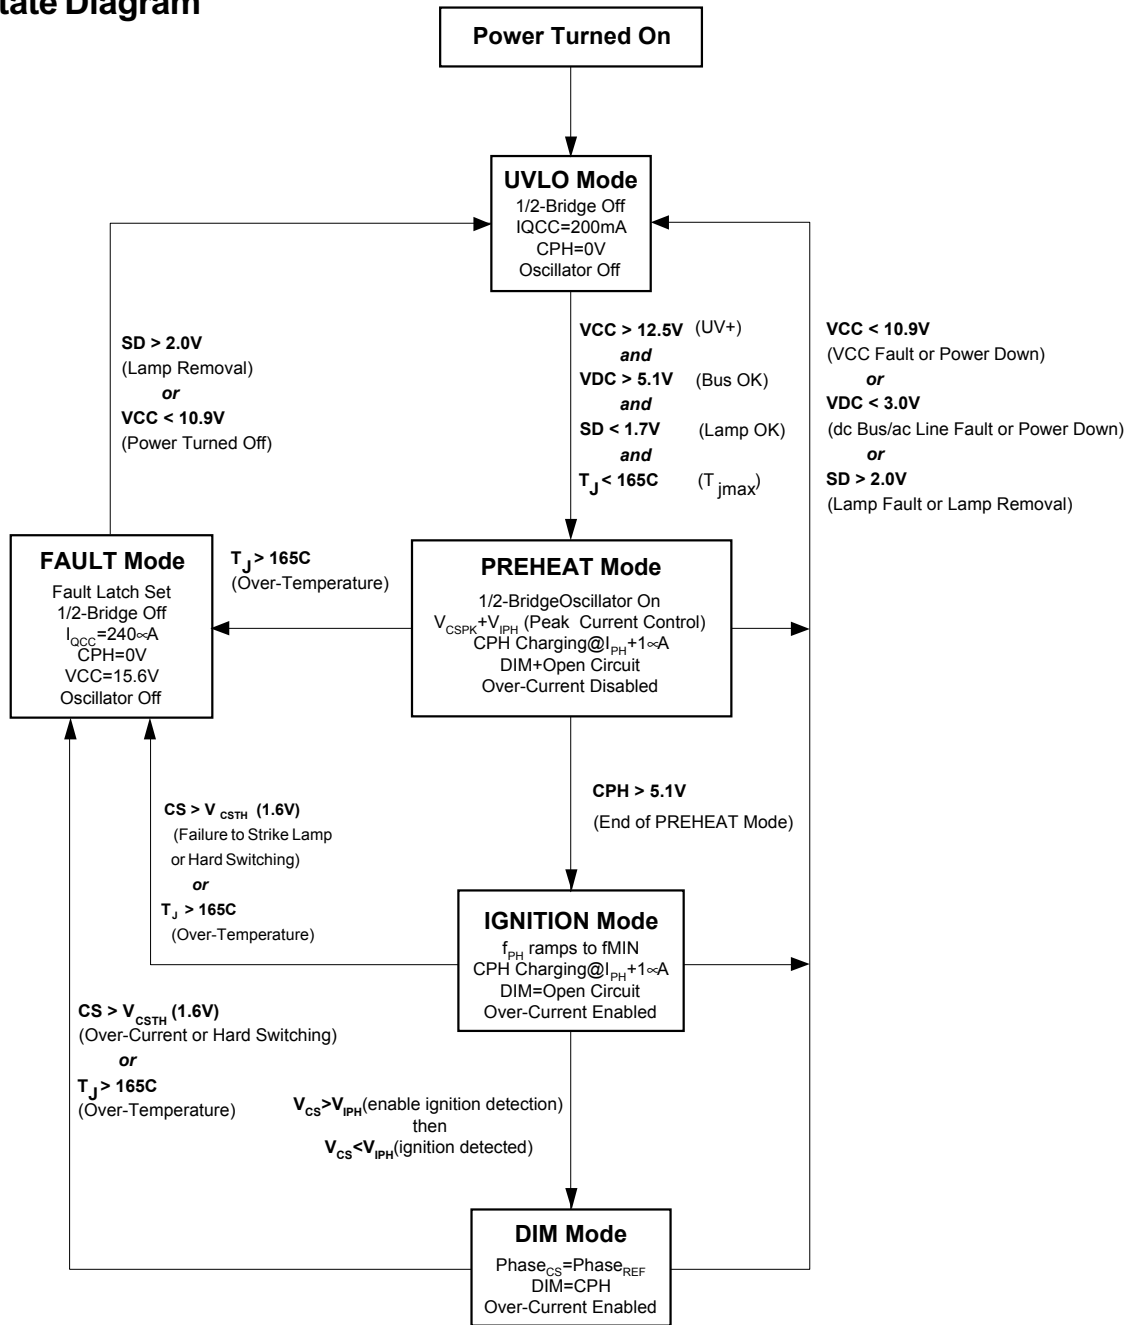 tate Diagram
Power Turned On
UVLO Mode
1/2-Bridge Off
IQCC=200mA
CPH=0V
Oscillator Off
SD > 2.0V
(Lamp Removal)
or
VCC < 10.9V
(Power Turned Off)
VCC > 12.5V (UV+)
and
VDC > 5.1V (Bus OK)
and
SD < 1.7V (Lamp OK)
and
TJ < 165C (Tjmax)
VCC < 10.9V
(VCC Fault or Power Down)
or
VDC < 3.0V
(dc Bus/ac Line Fault or Power Down)
or
SD > 2.0V
(Lamp Fault or Lamp Removal)
FAULT Mode
Fault Latch Set
1/2-Bridge Off
IQCC=240∝A
CPH=0V
VCC=15.6V
Oscillator Off
TJ > 165C
(Over-Temperature)
PREHEAT Mode
1/2-BridgeOscillator On
VCSPK+VIPH (Peak Current Control)
CPH Charging@IPH+1∝A
DIM+Open Circuit
Over-Current Disabled
CPH > 5.1V
(End of PREHEAT Mode)
CS > VCSTH (1.6V)
(Failure to Strike Lamp
or Hard Switching)
or
TJ > 165C
(Over-Temperature)
IGNITION Mode
fPH ramps to fMIN
CPH Charging@IPH+1∝A
DIM=Open Circuit
Over-Current Enabled
CS > VCSTH (1.6V)
(Over-Current or Hard Switching)
or
TJ > 165C
(Over-Temperature)
VCS>VIPH(enable ignition detection)
then
VCS<VIPH(ignition detected)
DIM Mode
PhaseCS=PhaseREF
DIM=CPH
Over-Current Enabled